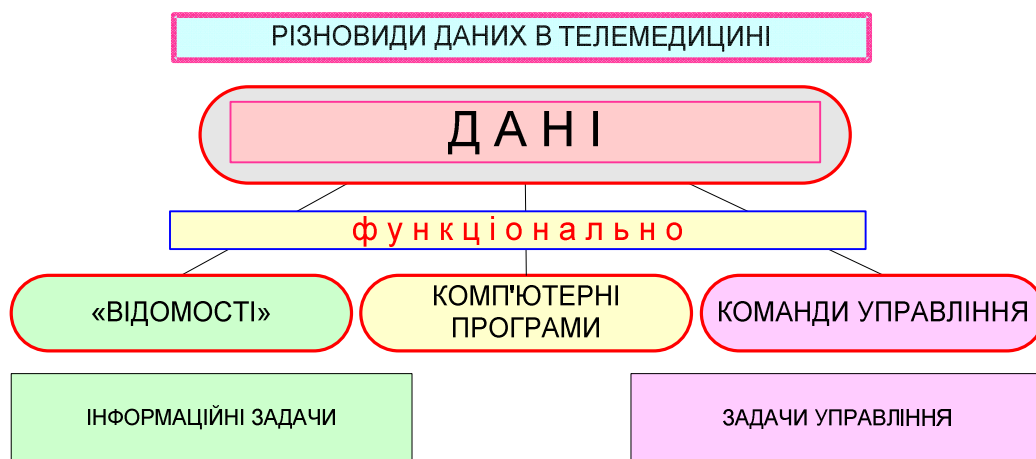 РІЗНОВИДИ ДАНИХ В ТЕЛЕМЕДИЦИНІ
Д А Н І
ф у н к ц і о н а л ь н о
«ВІДОМОСТІ»
КОМП'ЮТЕРНІ
ПРОГРАМИ
КОМАНДИ УПРАВЛІННЯ
ІНФОРМАЦІЙНІ ЗАДАЧИ
ЗАДАЧИ УПРАВЛІННЯ